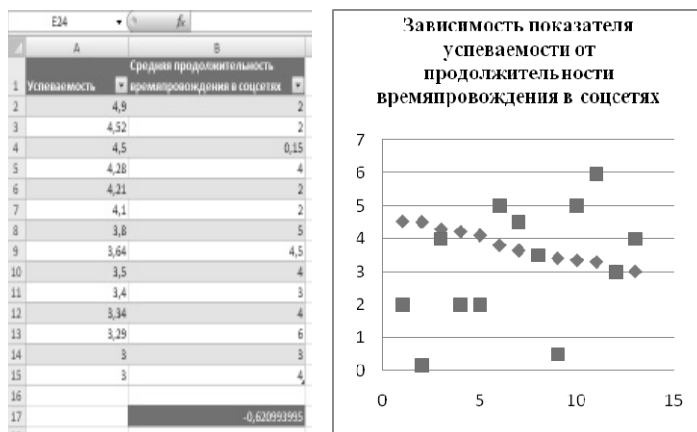 E24 fx
A B
Средняя продолжительность
1 Успеваемость времяпровождения в соцсетях
2 4,9 2
3 4,52 2
4 4,5 0,15
5 4,28 4
6 4,21 2
7 4,1 2
8 3,8 5
9 3,64 4,5
10 3,5 4
11 3,4 3
12 3,34 4
13 3,29 6
14 3 3
15 3 4
16
17 -0,620993995
Зависимость показателя
успеваемости от
продолжительности
времяпровождения в соцсетях
7
6
5
4
3
2
1
0
0 5 10 15